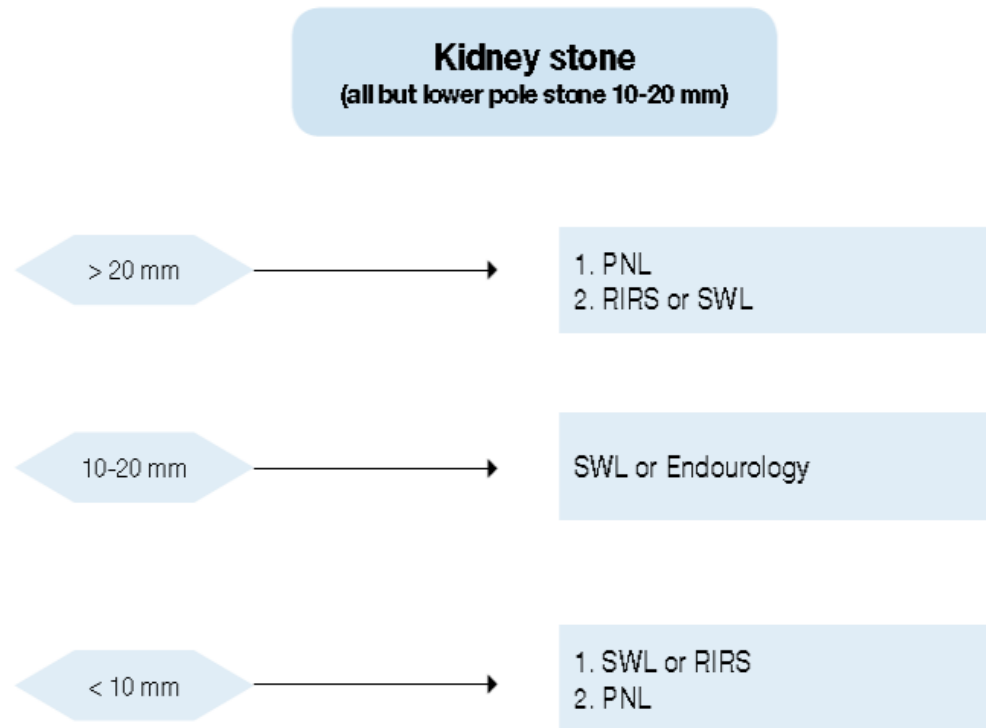 Kidney stone
(all but lower pole stone 10-20 mm)
> 20 mm
1. PNL
2. RIRS or SWL
10-20 mm
SWL or Endourology
< 10 mm
1. SWL or RIRS
2. PNL